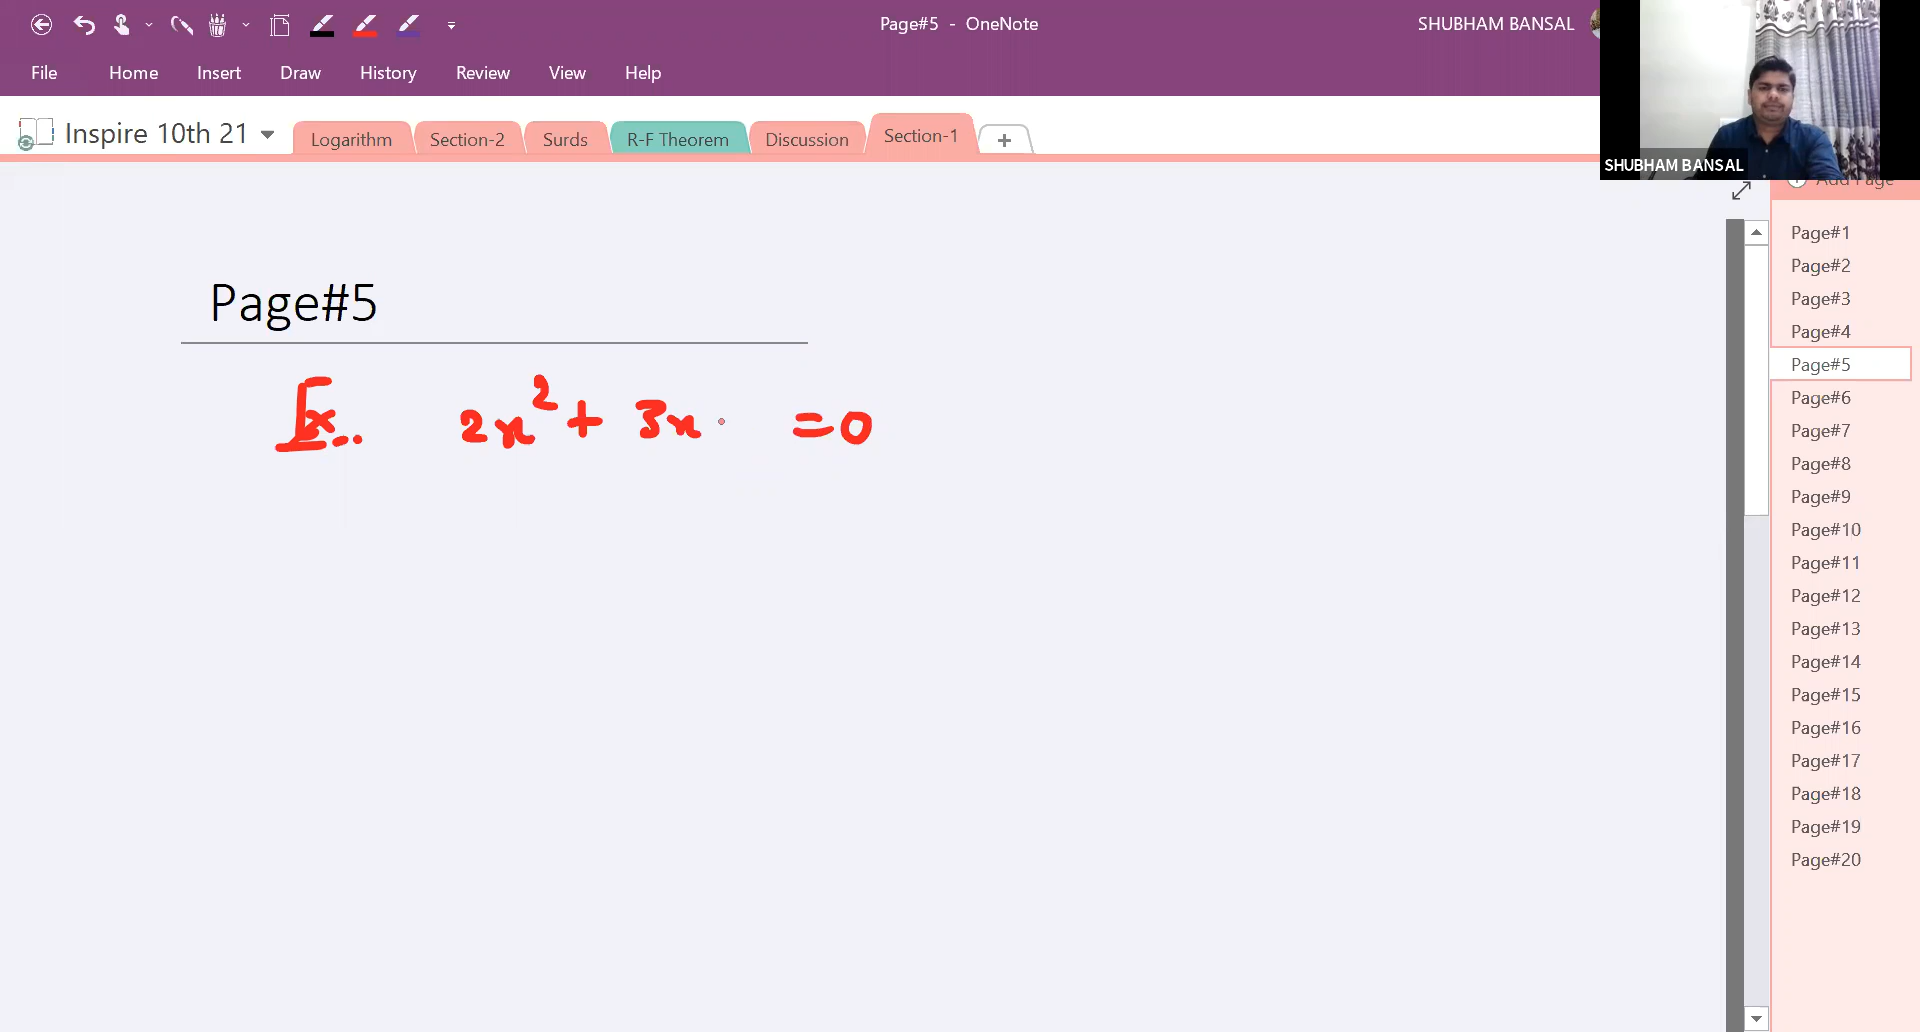 Page#5 - OneNote
SHUBHAM BANSAL
File Home Insert Draw History Review View Help
Inspire 10th 21 Logarithm Section-2 Surds R-F Theorem Discussion Section-1 +
SHUBHAM BANSAL
Add Page
Page#1
Page#2
Page#3
Page#4
Page#5
Page#6
Page#7
Page#8
Page#9
Page#10
Page#11
Page#12
Page#13
Page#14
Page#15
Page#16
Page#17
Page#18
Page#19
Page#20
Page#5
Ex.. 2x² + 3x = 0